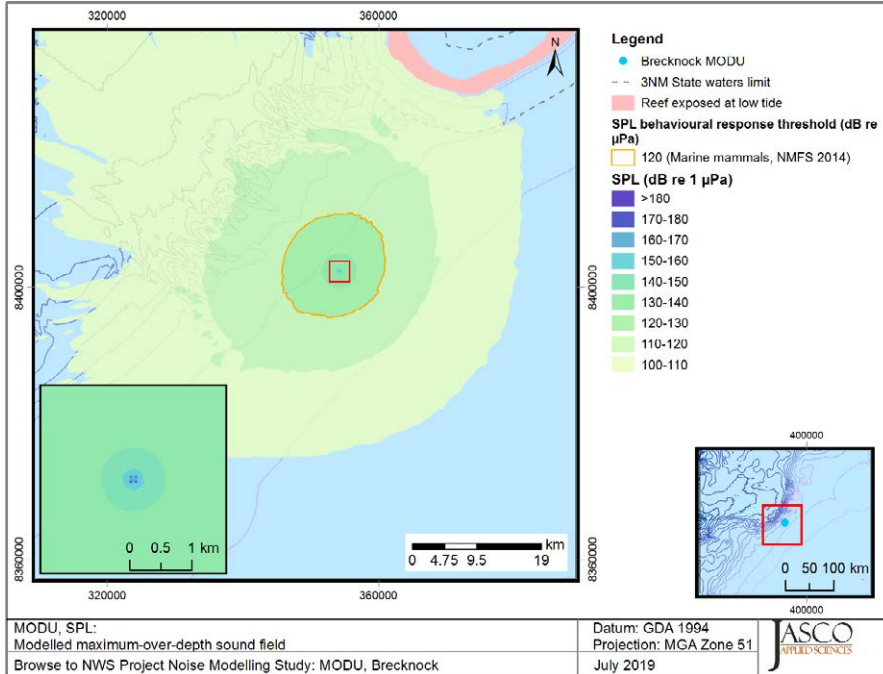 320000
360000
8400000
8400000
8360000
8360000
N
0 0.5 1 km
km
0 4.75 9.5 19
320000
360000
Legend
Brecknock MODU
3NM State waters limit
Reef exposed at low tide
SPL behavioural response threshold (dB re
µPa)
120 (Marine mammals, NMFS 2014)
SPL (dB re 1 µPa)
>180
170-180
160-170
150-160
140-150
130-140
120-130
110-120
100-110
400000
0 50 100 km
400000
MODU, SPL:
Modelled maximum-over-depth sound field
Browse to NWS Project Noise Modelling Study: MODU, Brecknock
Datum: GDA 1994
Projection: MGA Zone 51
July 2019
JASCO
APPLIED SCIENCES